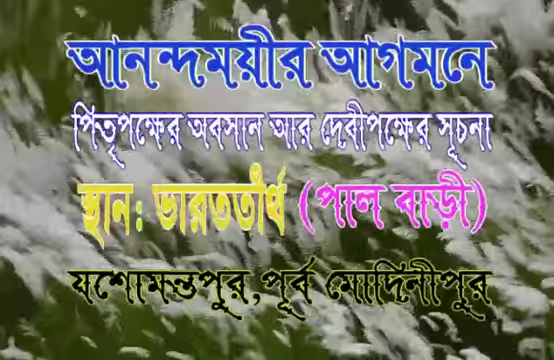 আনন্দময়ীর আগমনে
পিতৃপক্ষের অবসান আর দেবীপক্ষের সূচনা
স্থান: ভারততীর্থ (পাল বাড়ী)
যশোমন্তপুর,পূর্ব মোদিনীপুর